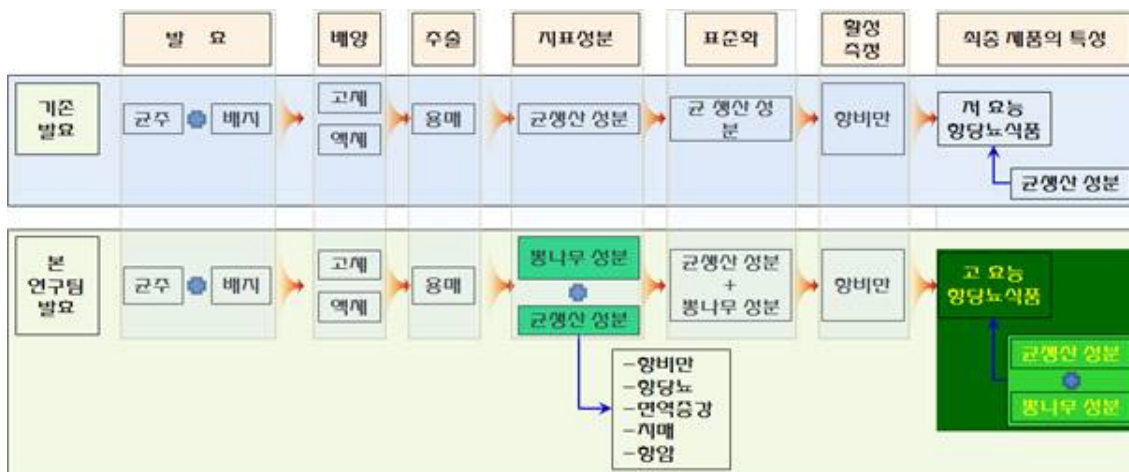 발 효
배양
추출
지표성분
표준화
활성
측정
최종 제품의 특성
기존
발효
균주
배지
고체
액체
용매
균생산 성분
균 생산 성
분
항비만
저 효능
항당뇨식품
균생산 성분
본
연구팀
발효
균주
배지
고체
액체
용매
뽕나무 성분
균생산 성분
균생산 성분
+
뽕나무 성분
항비만
고 효능
항당뇨식품
균생산 성분
뽕나무 성분
-항비만
-항당뇨
-면역증강
-치매
-항암